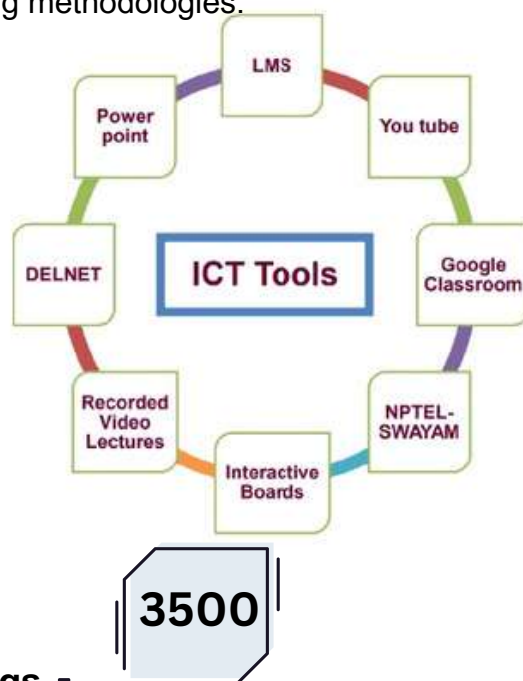 methodologies.
LMS
You tube
Google
Classroom
NPTEL-
SWAYAM
Interactive
Boards
Recorded
Video
Lectures
DELNET
Power
point
ICT Tools
3500